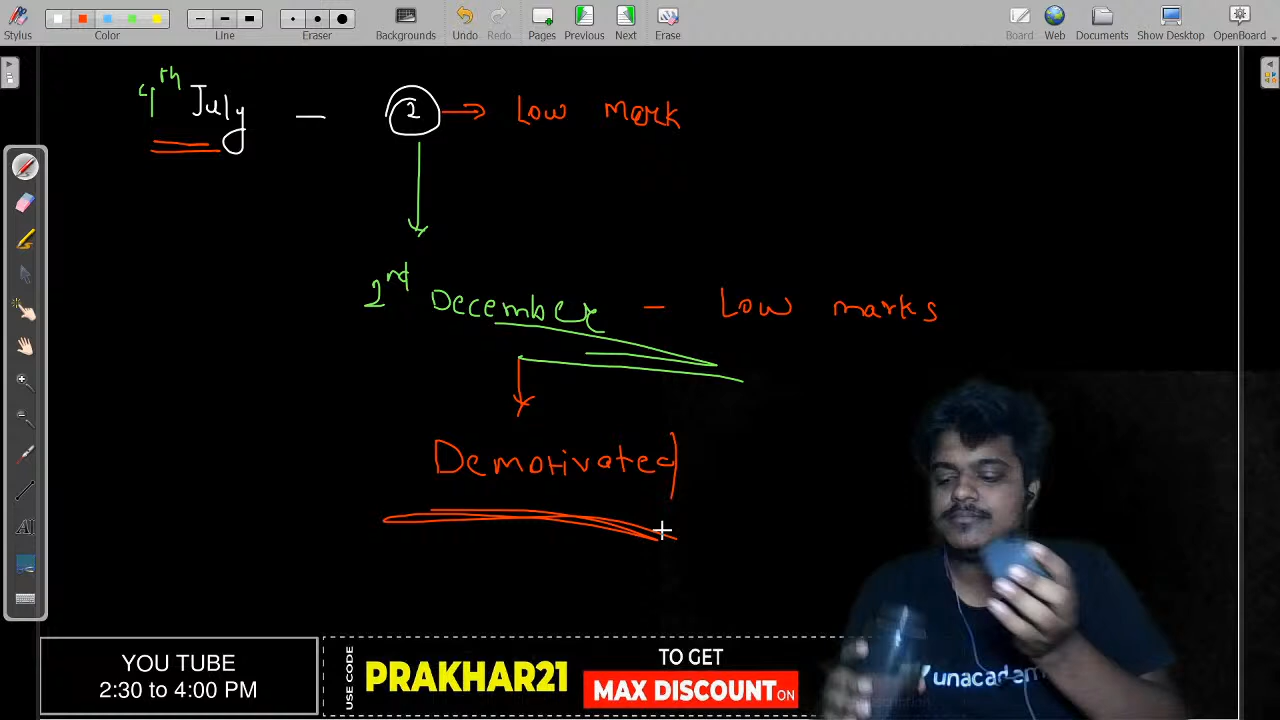 Stylus
Color
Line
Eraser
Backgrounds
Undo
Redo
Pages
Previous
Next
Erase
Board
Web
Documents
Show Desktop
OpenBoard
4th July - 2 → Low mark
2nd December - Low marks
Demotivated
unacadem
YOU TUBE
2:30 to 4:00 PM
USE CODE
PRAKHAR21
TO GET
MAX DISCOUNT ON